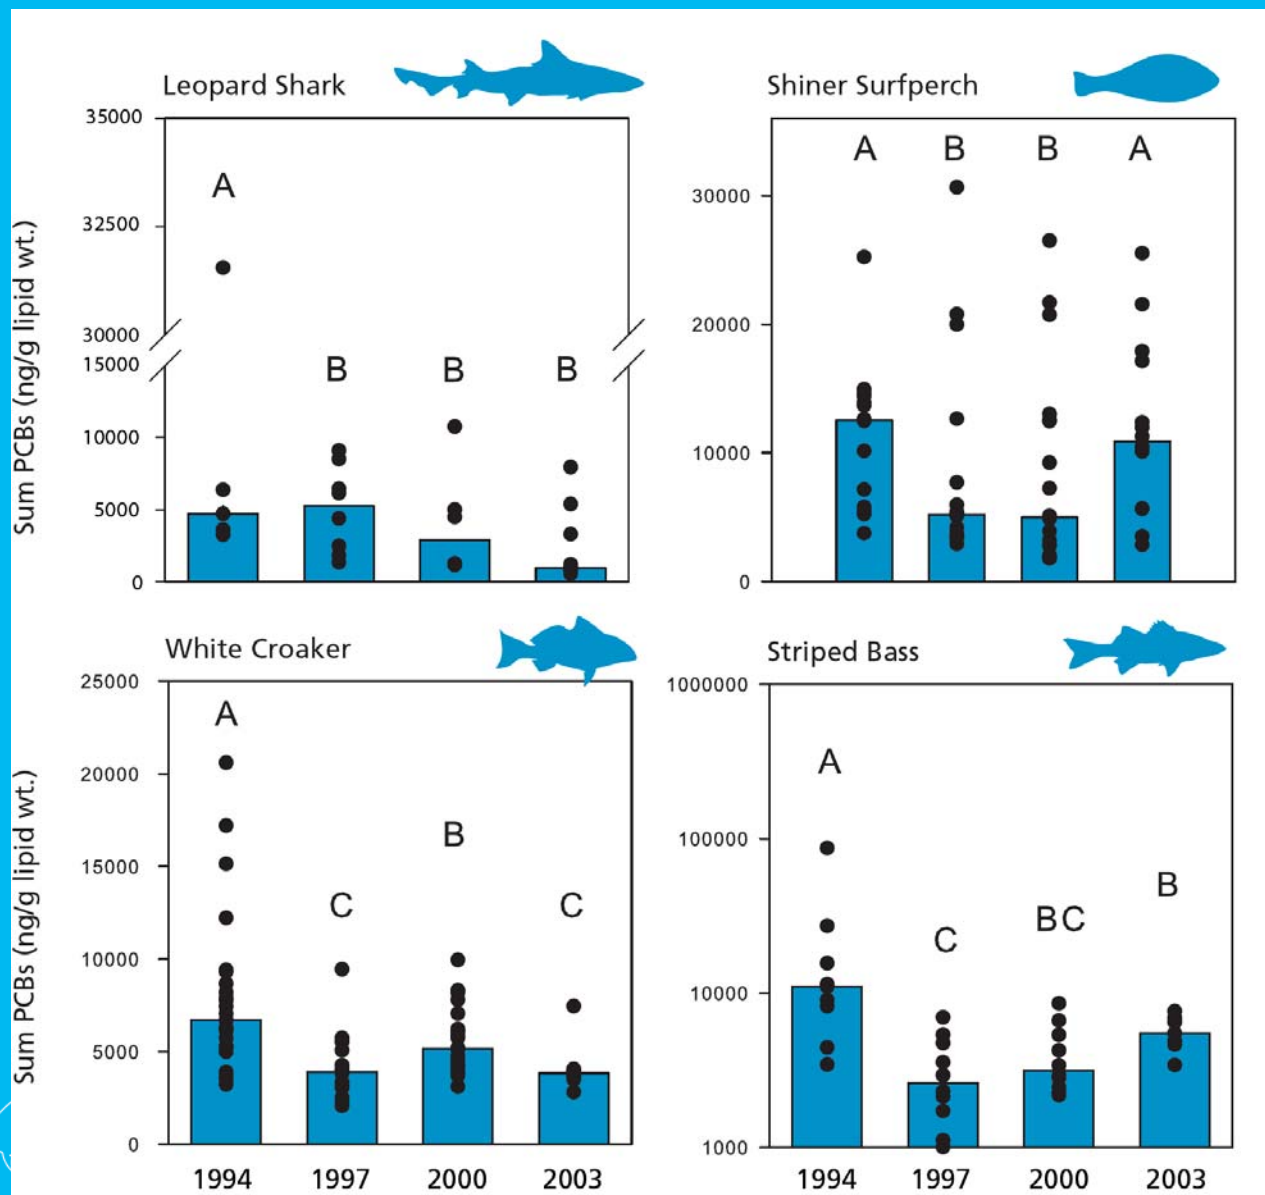 Leopard Shark
Shiner Surfperch
Sum PCBs (ng/g lipid wt.)
35000
32500
30000
15000
10000
5000
0
A
B
B
B
30000
20000
10000
0
A
B
B
A
White Croaker
Striped Bass
Sum PCBs (ng/g lipid wt.)
25000
20000
15000
10000
5000
0
A
C
B
C
1000000
100000
10000
1000
A
C
BC
B
1994 1997 2000 2003
1994 1997 2000 2003